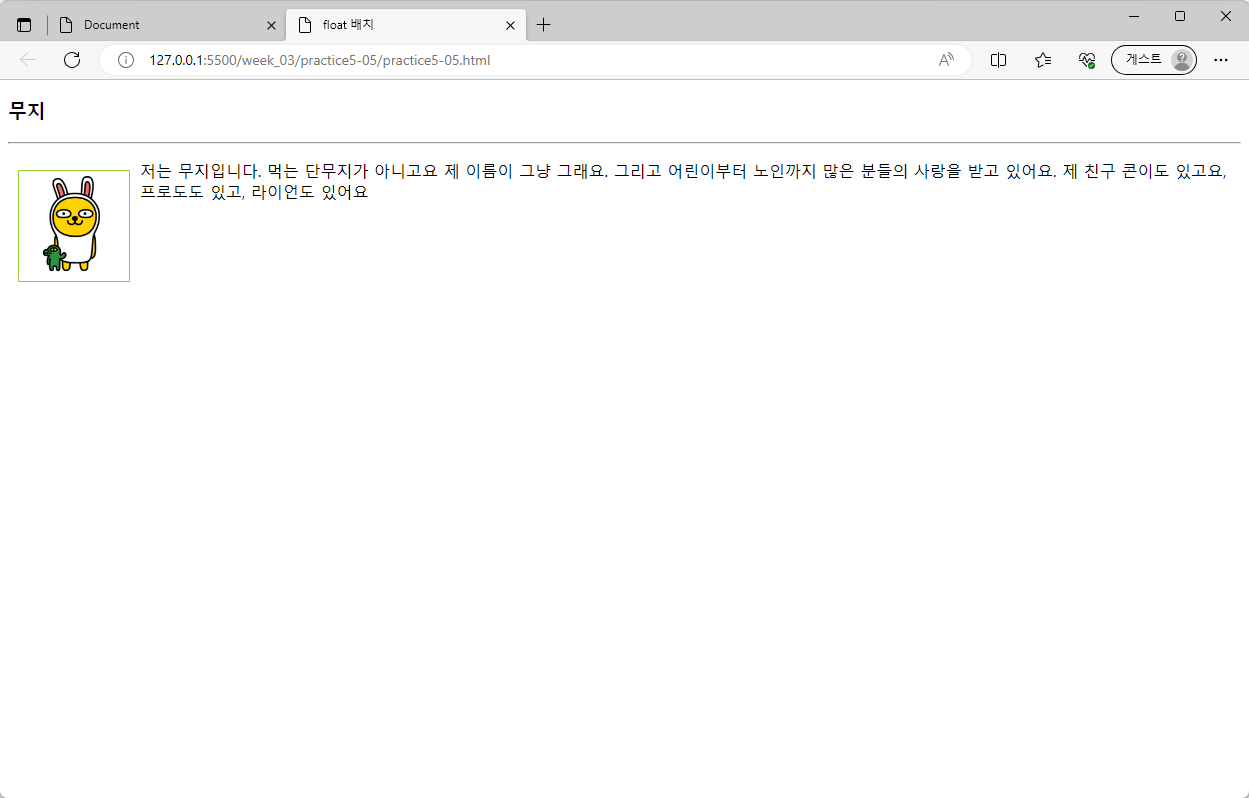 Document
float 배치
127.0.0.1:5500/week_03/practice5-05/practice5-05.html
게스트
무지
저는 무지입니다. 먹는 단무지가 아니고요 제 이름이 그냥 그래요. 그리고 어린이부터 노인까지 많은 분들의 사랑을 받고 있어요. 제 친구 콘이도 있고요,
프로도도 있고, 라이언도 있어요